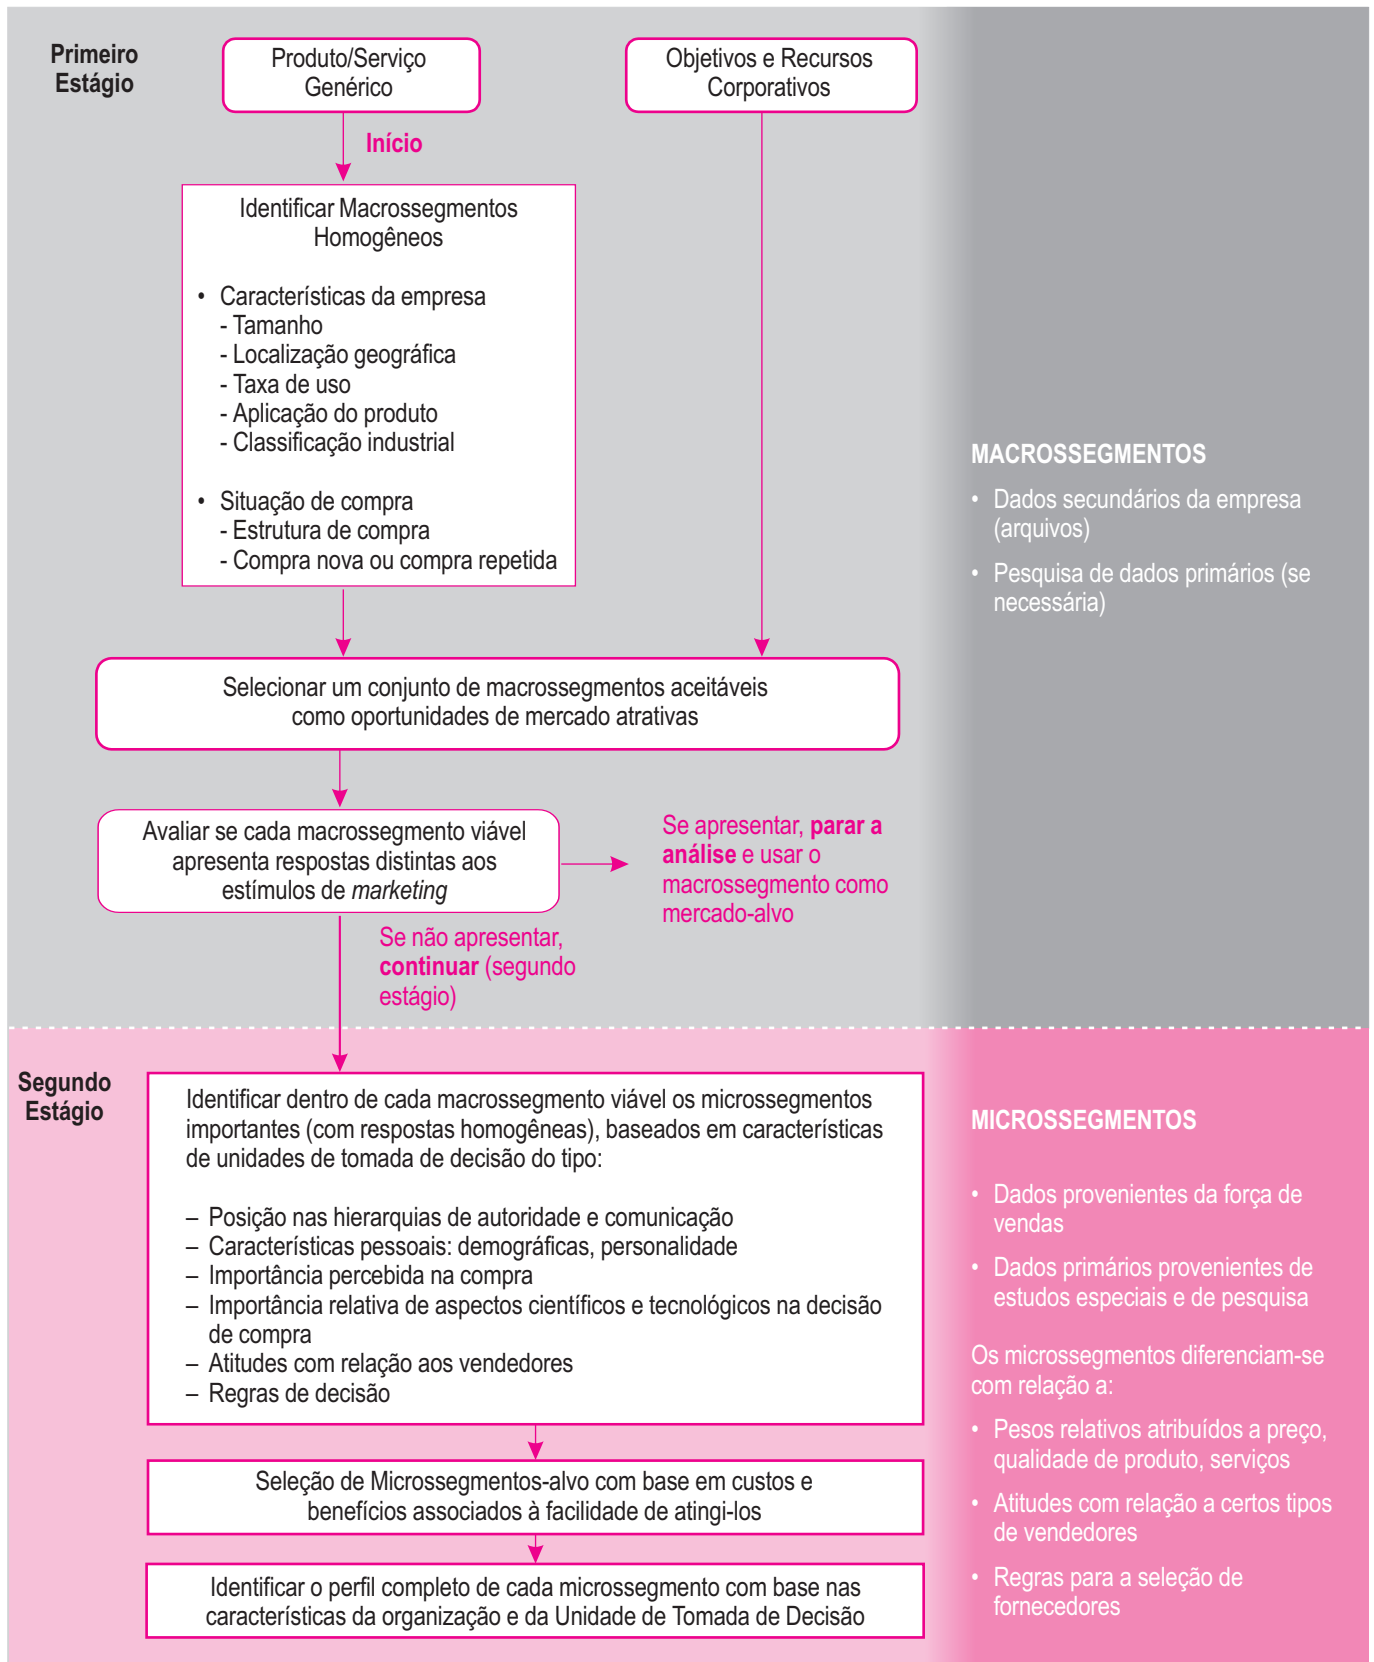 Primeiro
Estágio
Produto/Serviço
Genérico
Objetivos e Recursos
Corporativos
Início
Identificar Macrossegmentos
Homogêneos
• Características da empresa
- Tamanho
- Localização geográfica
- Taxa de uso
- Aplicação do produto
- Classificação industrial
• Situação de compra
- Estrutura de compra
- Compra nova ou compra repetida
MACROSSEGMENTOS
• Dados secundários da empresa
(arquivos)
• Pesquisa de dados primários (se
necessária)
Selecionar um conjunto de macrossegmentos aceitáveis
como oportunidades de mercado atrativas
Avaliar se cada macrossegmento viável
apresenta respostas distintas aos
estímulos de marketing
Se apresentar, parar a
análise e usar o
macrossegmento como
mercado-alvo
Se não apresentar,
continuar (segundo
estágio)
Segundo
Estágio
Identificar dentro de cada macrossegmento viável os microssegmentos
importantes (com respostas homogêneas), baseados em características
de unidades de tomada de decisão do tipo:
– Posição nas hierarquias de autoridade e comunicação
– Características pessoais: demográficas, personalidade
– Importância percebida na compra
– Importância relativa de aspectos científicos e tecnológicos na decisão
de compra
– Atitudes com relação aos vendedores
– Regras de decisão
Seleção de Microssegmentos-alvo com base em custos e
benefícios associados à facilidade de atingi-los
Identificar o perfil completo de cada microssegmento com base nas
características da organização e da Unidade de Tomada de Decisão
MICROSSEGMENTOS
• Dados provenientes da força de
vendas
• Dados primários provenientes de
estudos especiais e de pesquisa
Os microssegmentos diferenciam-se
com relação a:
• Pesos relativos atribuídos a preço,
qualidade de produto, serviços
• Atitudes com relação a certos tipos
de vendedores
• Regras para a seleção de
fornecedores